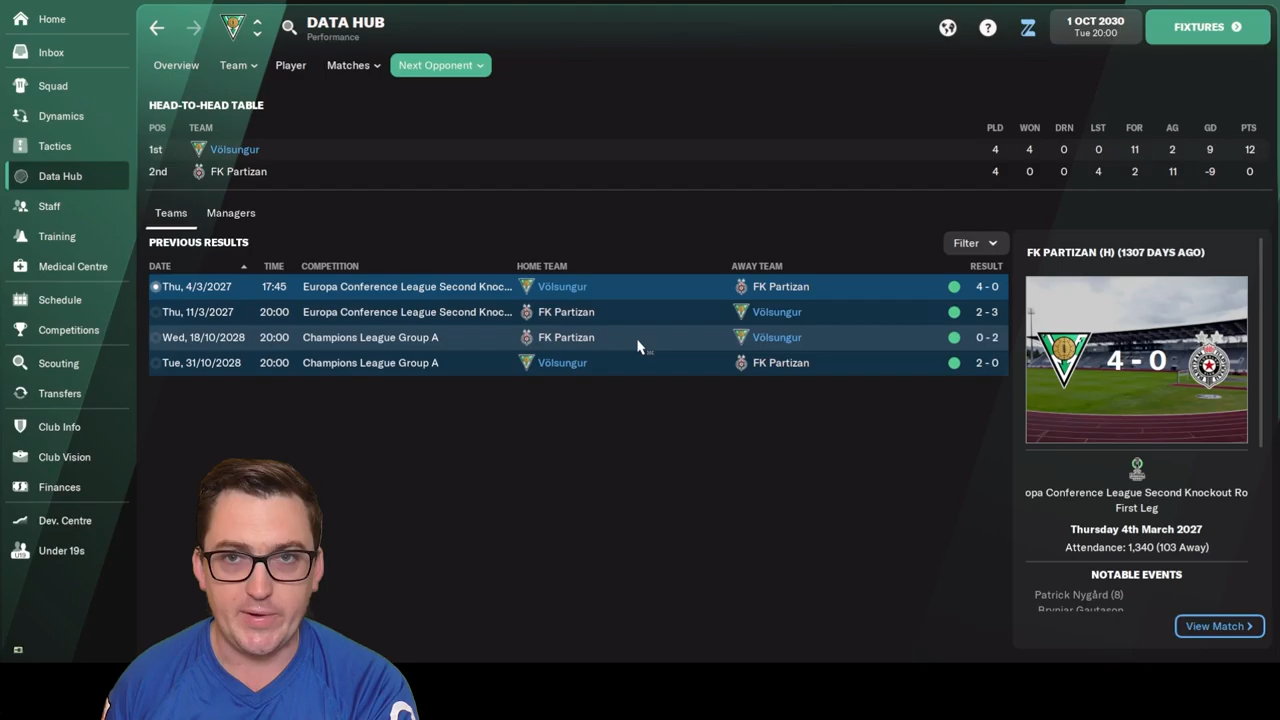 Home
Inbox
Squad
Dynamics
Tactics
Data Hub
Staff
Training
Medical Centre
Schedule
Competitions
Scouting
Transfers
Club Info
Club Vision
Finances
Dev. Centre
Under 19s
DATA HUB
Performance
1 OCT 2030
Tue 20:00
FIXTURES
Overview Team Player Matches Next Opponent
HEAD-TO-HEAD TABLE
POS TEAM PLD WON DRN LST FOR AG GD PTS
1st Völsungur 4 4 0 0 11 2 9 12
2nd FK Partizan 4 0 0 4 2 11 -9 0
Teams Managers
PREVIOUS RESULTS
Filter
DATE TIME COMPETITION HOME TEAM AWAY TEAM RESULT
Thu, 4/3/2027 17:45 Europa Conference League Second Knoc... Völsungur FK Partizan 4 - 0
Thu, 11/3/2027 20:00 Europa Conference League Second Knoc... FK Partizan Völsungur 2 - 3
Wed, 18/10/2028 20:00 Champions League Group A FK Partizan Völsungur 0 - 2
Tue, 31/10/2028 20:00 Champions League Group A Völsungur FK Partizan 2 - 0
FK PARTIZAN (H) (1307 DAYS AGO)
4 - 0
opa Conference League Second Knockout Ro
First Leg
Thursday 4th March 2027
Attendance: 1,340 (103 Away)
NOTABLE EVENTS
Patrick Nygård (8)
Brynjar Gautason
View Match